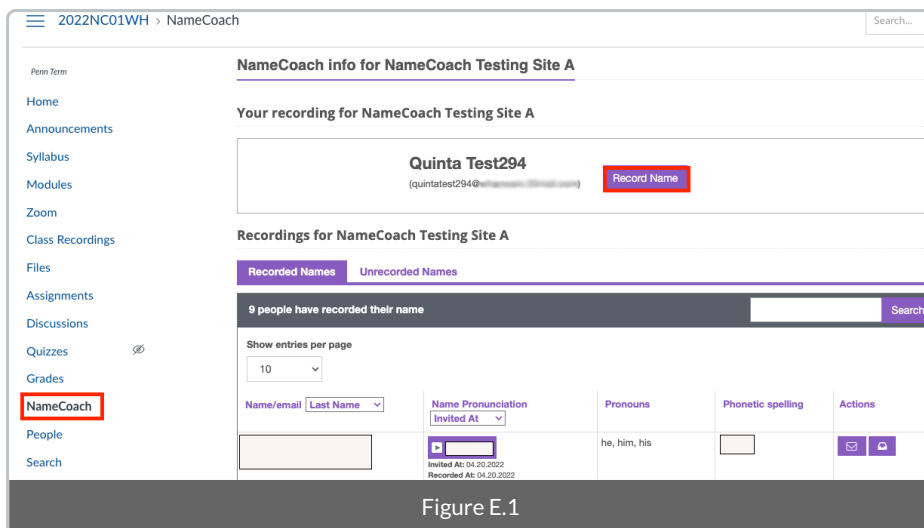 2022NC01WH › NameCoach
Search...
Penn Term
Home
Announcements
Syllabus
Modules
Zoom
Class Recordings
Files
Assignments
Discussions
Quizzes
Grades
NameCoach
People
Search
NameCoach info for NameCoach Testing Site A
Your recording for NameCoach Testing Site A
Quinta Test294
(quintatest294@
Record Name
Recordings for NameCoach Testing Site A
Recorded Names Unrecorded Names
9 people have recorded their name
Search
Show entries per page
10
Name/email Last Name Name Pronunciation Pronouns Phonetic spelling Actions
Invited At
he, him, his
Invited At: 04.20.2022
Recorded At: 04.20.2022
Figure E.1